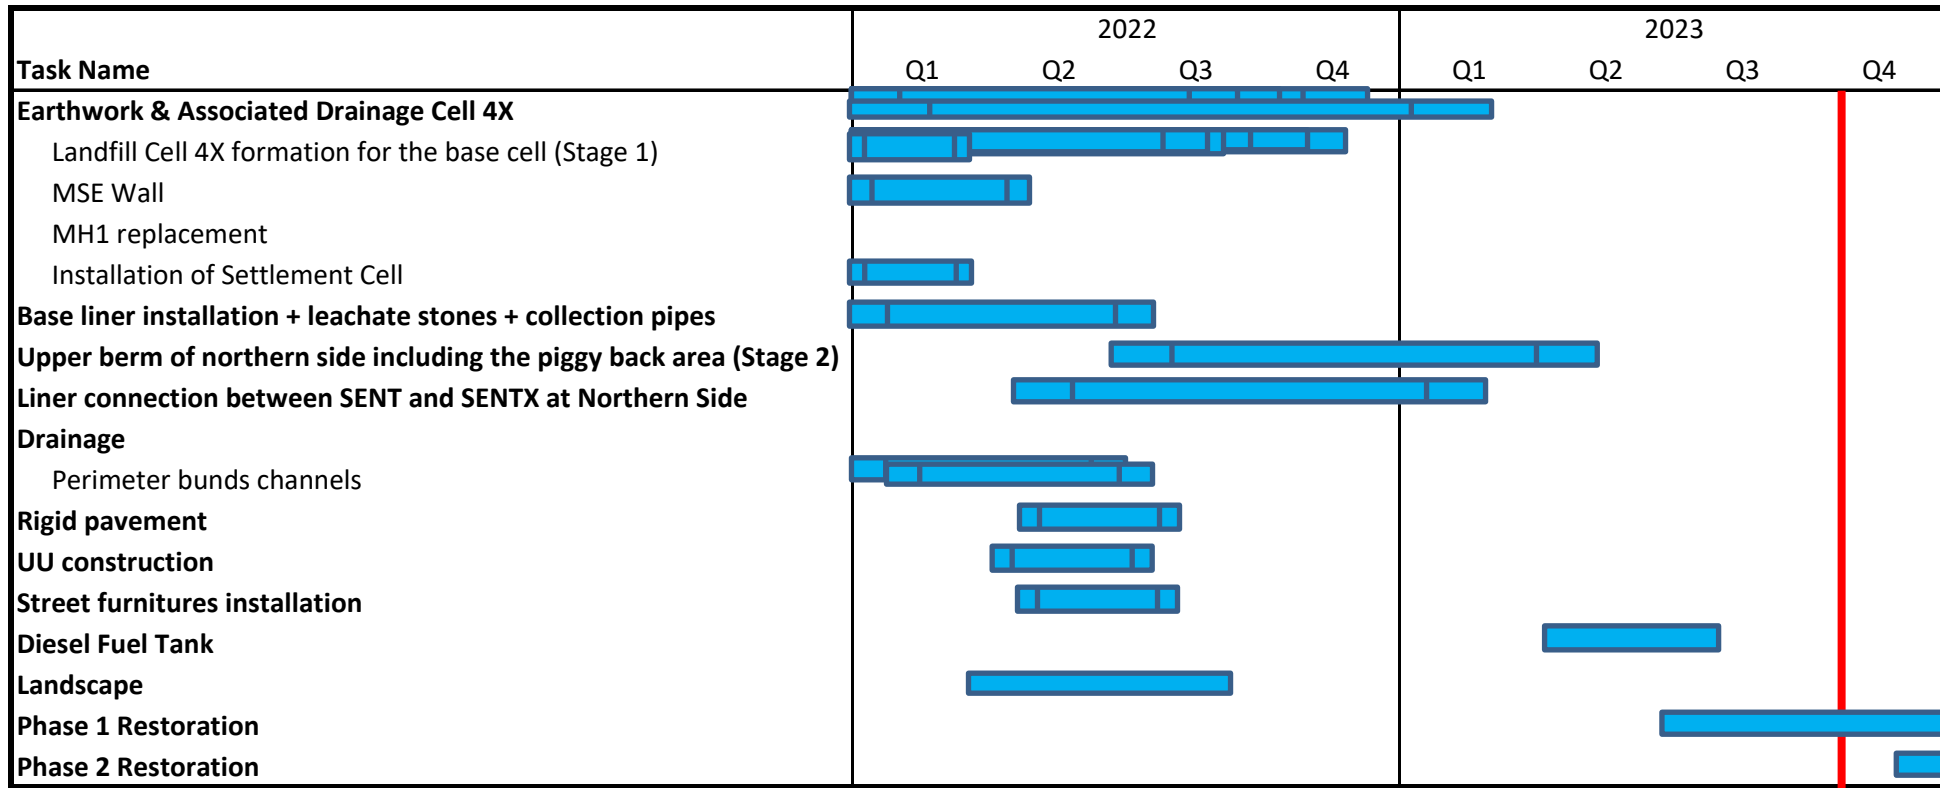 2022 2023
Task Name Q1 Q2 Q3 Q4 Q1 Q2 Q3 Q4
Earthwork & Associated Drainage Cell 4X
Landfill Cell 4X formation for the base cell (Stage 1)
MSE Wall
MH1 replacement
Installation of Settlement Cell
Base liner installation + leachate stones + collection pipes
Upper berm of northern side including the piggy back area (Stage 2)
Liner connection between SENT and SENTX at Northern Side
Drainage
Perimeter bunds channels
Rigid pavement
UU construction
Street furnitures installation
Diesel Fuel Tank
Landscape
Phase 1 Restoration
Phase 2 Restoration